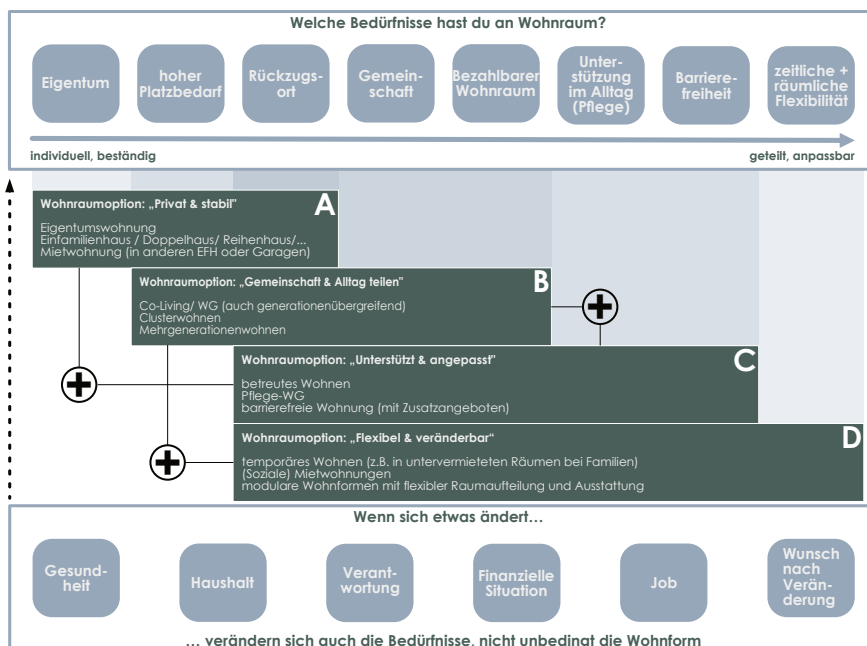 Welche Bedürfnisse hast du an Wohnraum?
Eigentum
hoher
Platzbedarf
Rückzugs-
ort
Gemein-
schaft
Bezahlbarer
Wohnraum
Unter-
stützung
im Alltag
(Pflege)
Barriere-
freiheit
zeitliche +
räumliche
Flexibilität
individuell, beständig
geteilt, anpassbar
Wohnraumoption: „Privat & stabil"
A
Eigentumswohnung
Einfamilienhaus / Doppelhaus/ Reihenhaus/...
Mietwohnung (in anderen EFH oder Garagen)
Wohnraumoption: „Gemeinschaft & Alltag teilen"
B
Co-Living/ WG (auch generationenübergreifend)
Clusterwohnen
Mehrgenerationenwohnen
Wohnraumoption: „Unterstützt & angepasst"
C
betreutes Wohnen
Pflege-WG
barrierefreie Wohnung (mit Zusatzangeboten)
Wohnraumoption: „Flexibel & veränderbar“
D
temporäres Wohnen (z.B. in untervermieteten Räumen bei Familien)
(Soziale) Mietwohnungen
modulare Wohnformen mit flexibler Raumaufteilung und Ausstattung
Wenn sich etwas ändert…
Gesund-
heit
Haushalt
Verant-
wortung
Finanzielle
Situation
Job
Wunsch
nach
Verän-
derung
… verändern sich auch die Bedürfnisse, nicht unbedingt die Wohnform